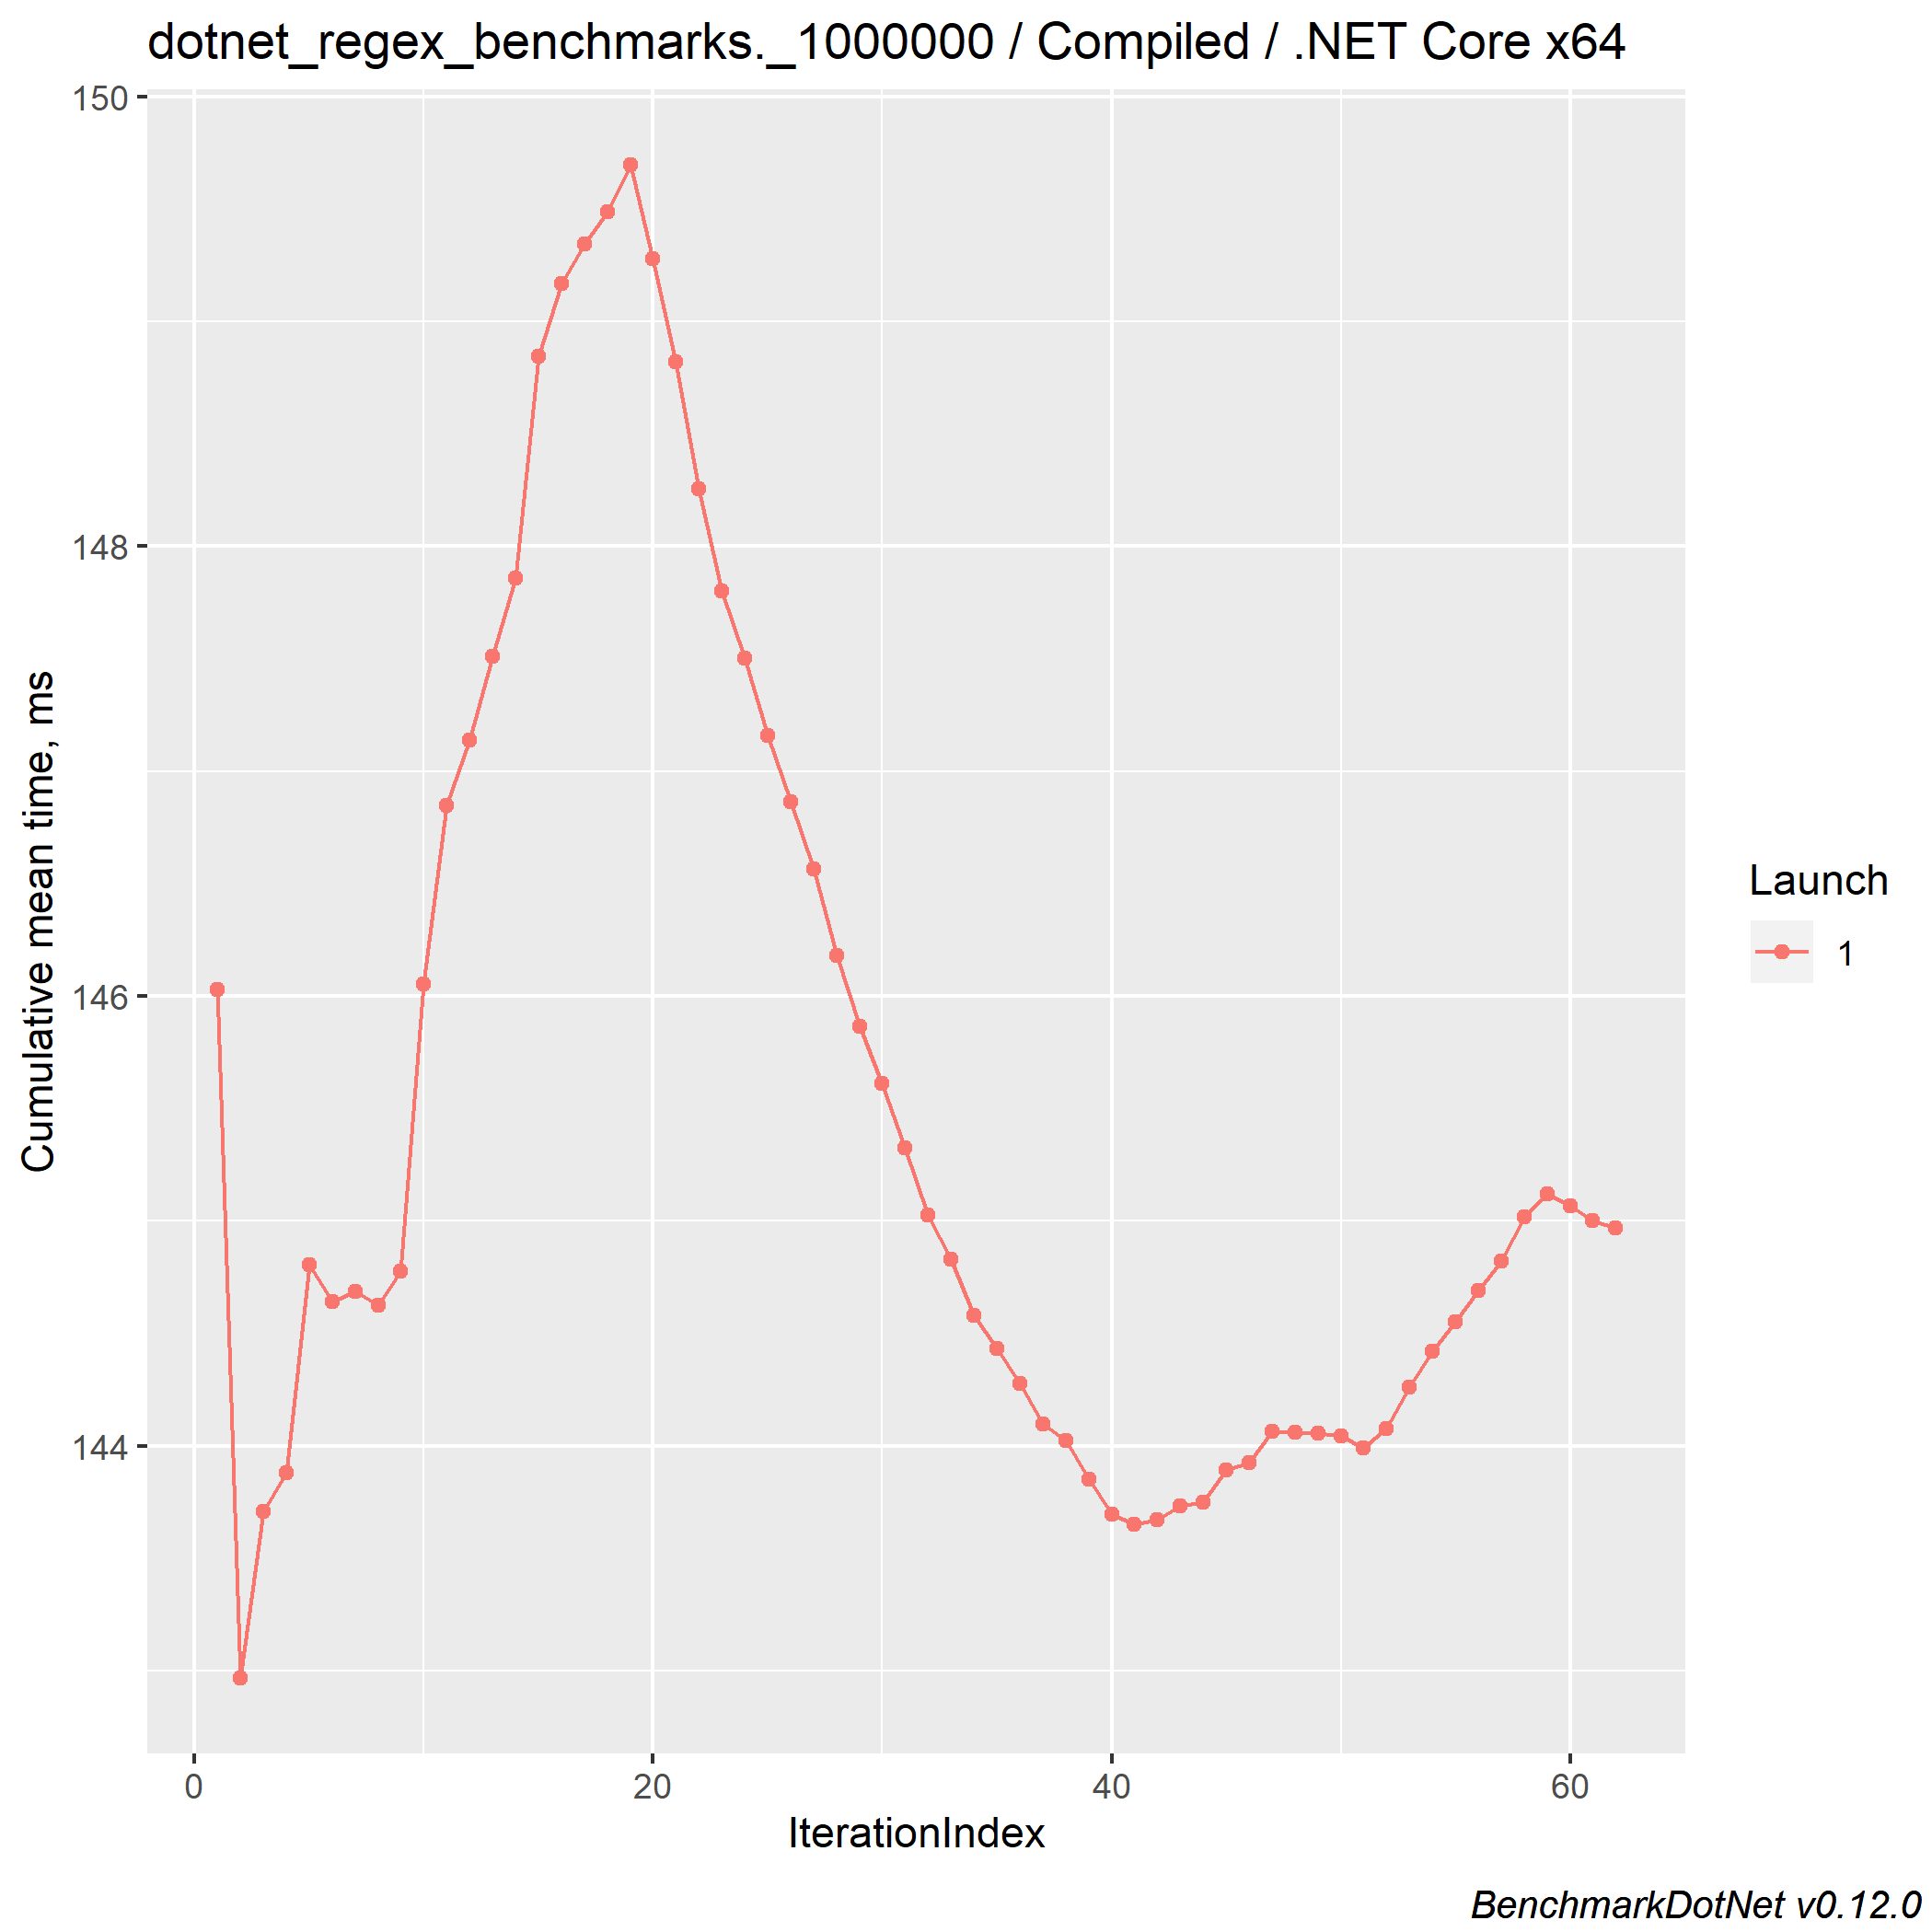 dotnet_regex_benchmarks._1000000 / Compiled / .NET Core x64
150
148
146
144
Cumulative mean time, ms
0 20 40 60
IterationIndex
Launch
1
BenchmarkDotNet v0.12.0